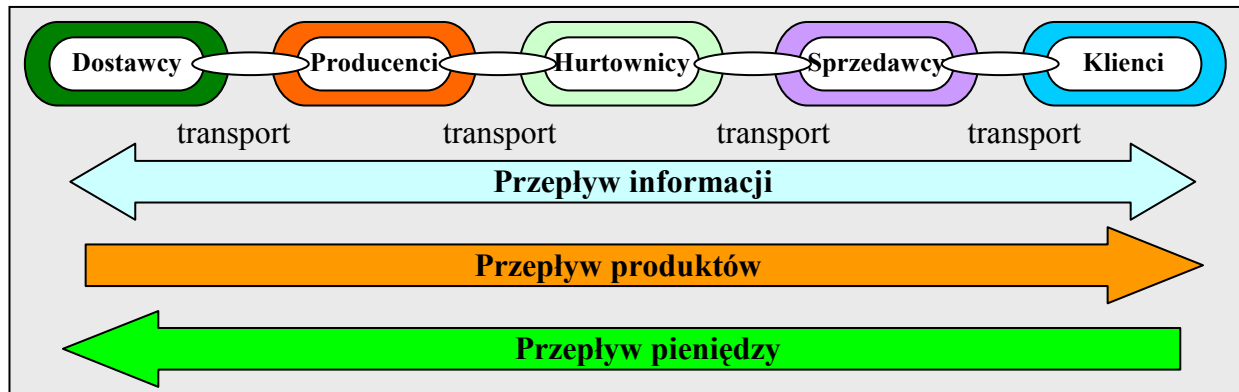 Dostawcy Producenci Hurtownicy Sprzedawcy Klienci
transport transport transport transport
Przepływ informacji
Przepływ produktów
Przepływ pieniędzy